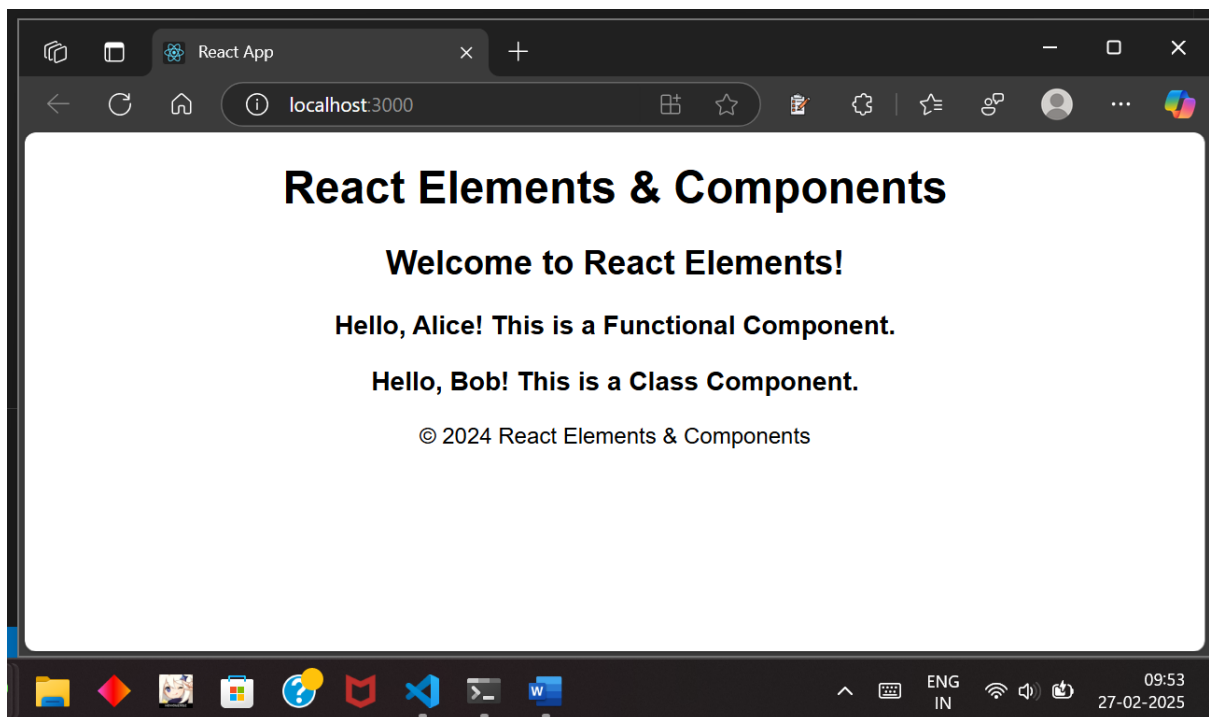 React App
localhost:3000
React Elements & Components
Welcome to React Elements!
Hello, Alice! This is a Functional Component.
Hello, Bob! This is a Class Component.
© 2024 React Elements & Components
W
ENG
IN
09:53
27-02-2025